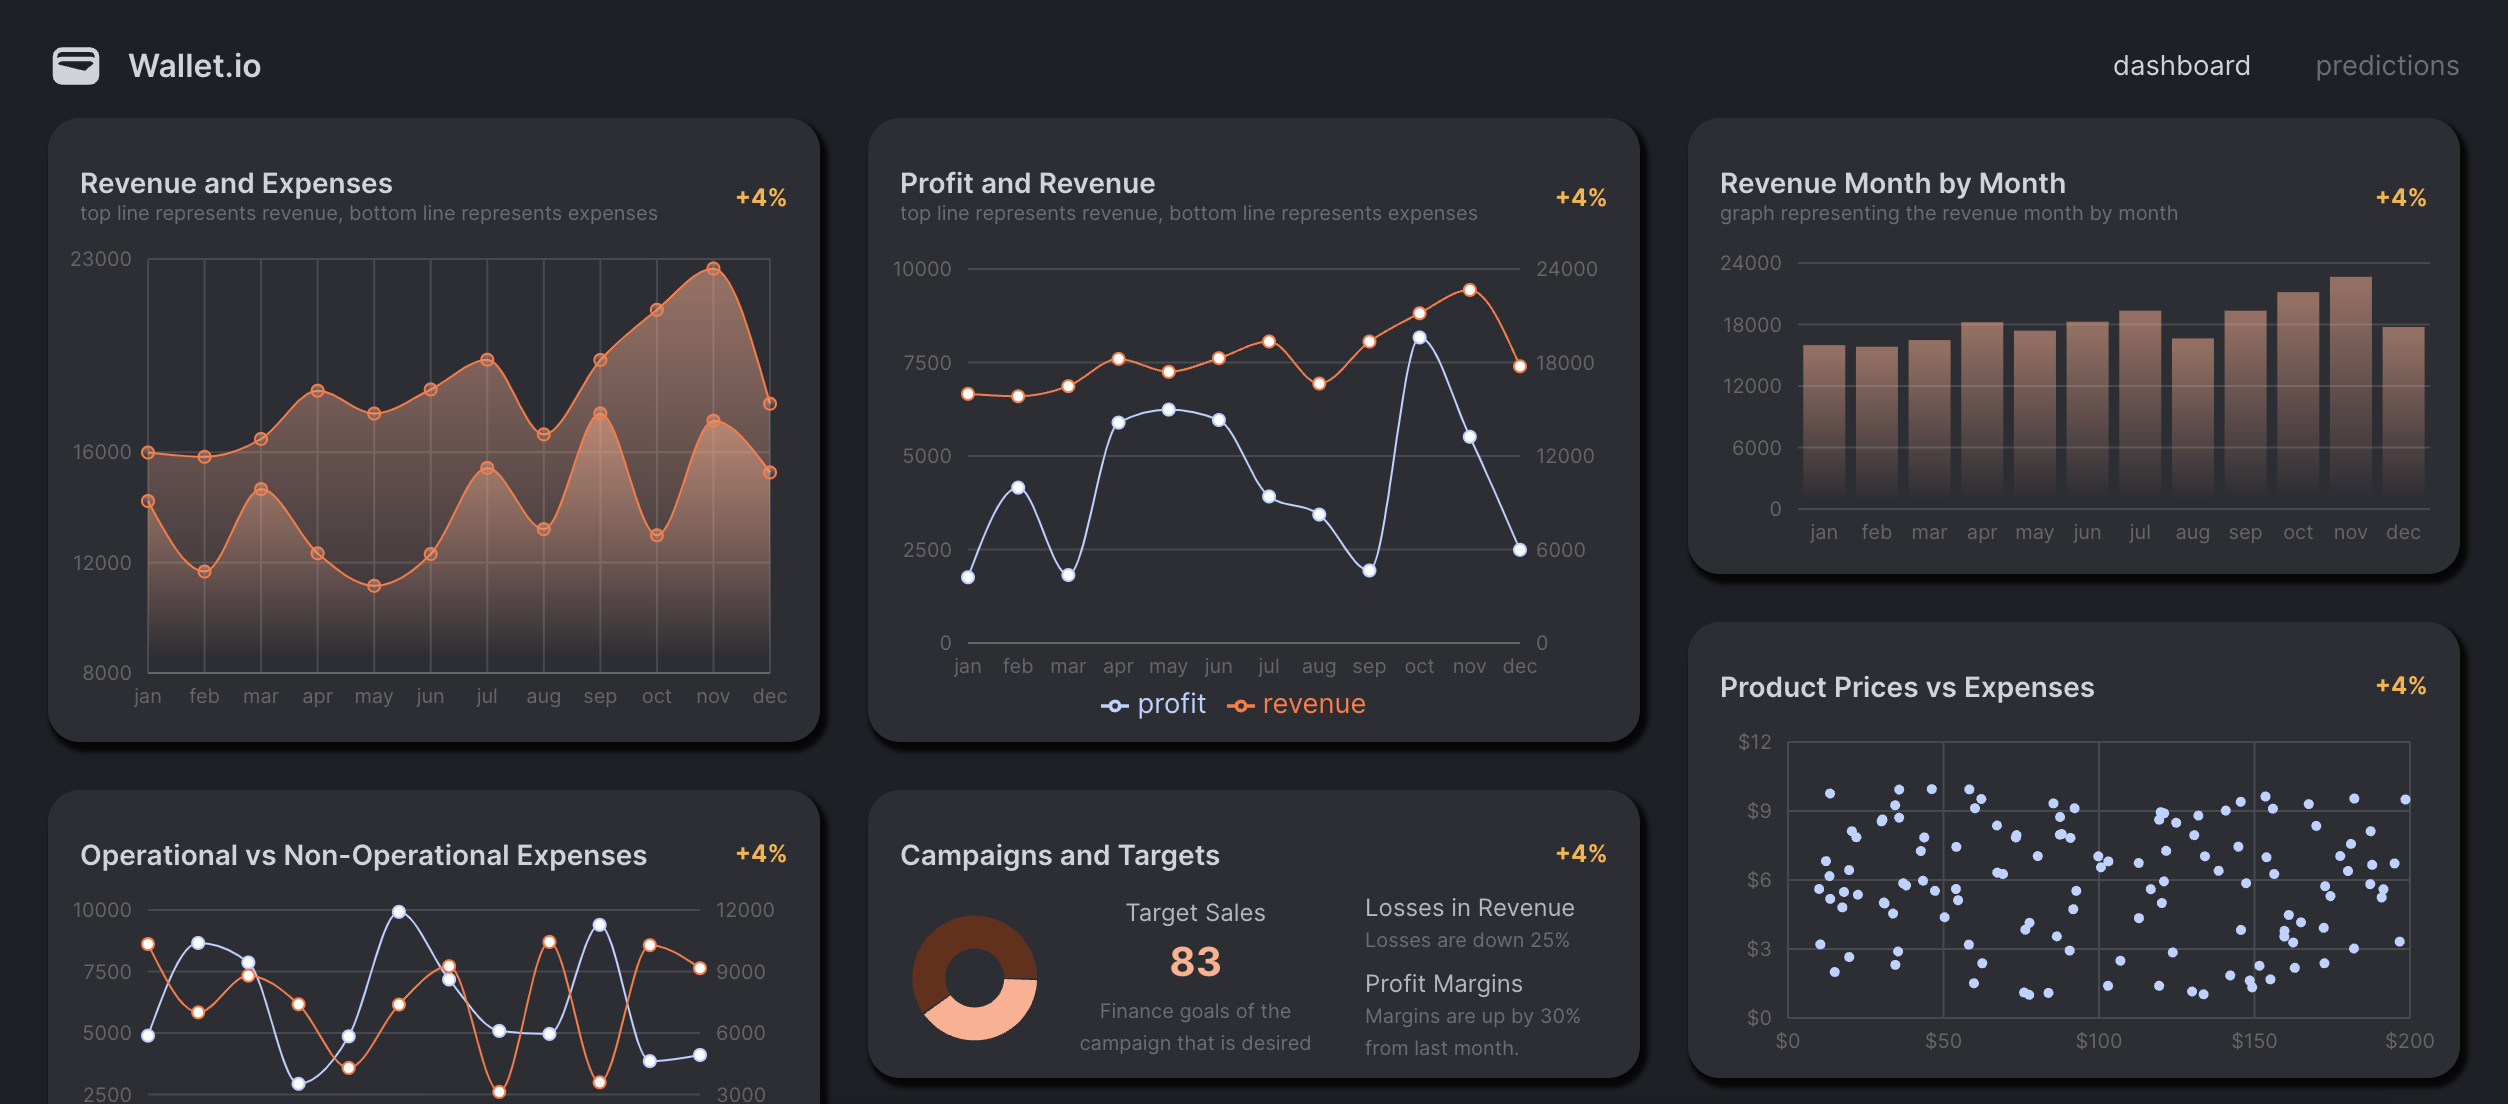 Wallet.io
dashboard
predictions
Revenue and Expenses
top line represents revenue, bottom line represents expenses
+4%
23000
16000
12000
8000
jan feb mar apr may jun jul aug sep oct nov dec
Profit and Revenue
top line represents revenue, bottom line represents expenses
+4%
10000 24000
7500 18000
5000 12000
2500 6000
0 0
jan feb mar apr may jun jul aug sep oct nov dec
profit revenue
Revenue Month by Month
graph representing the revenue month by month
+4%
24000
18000
12000
6000
0
jan feb mar apr may jun jul aug sep oct nov dec
Operational vs Non-Operational Expenses
+4%
10000 12000
7500 9000
5000 6000
2500 3000
Campaigns and Targets
+4%
Target Sales
83
Finance goals of the
campaign that is desired
Losses in Revenue
Losses are down 25%
Profit Margins
Margins are up by 30%
from last month.
Product Prices vs Expenses
+4%
$12
$9
$6
$3
$0
$0 $50 $100 $150 $200